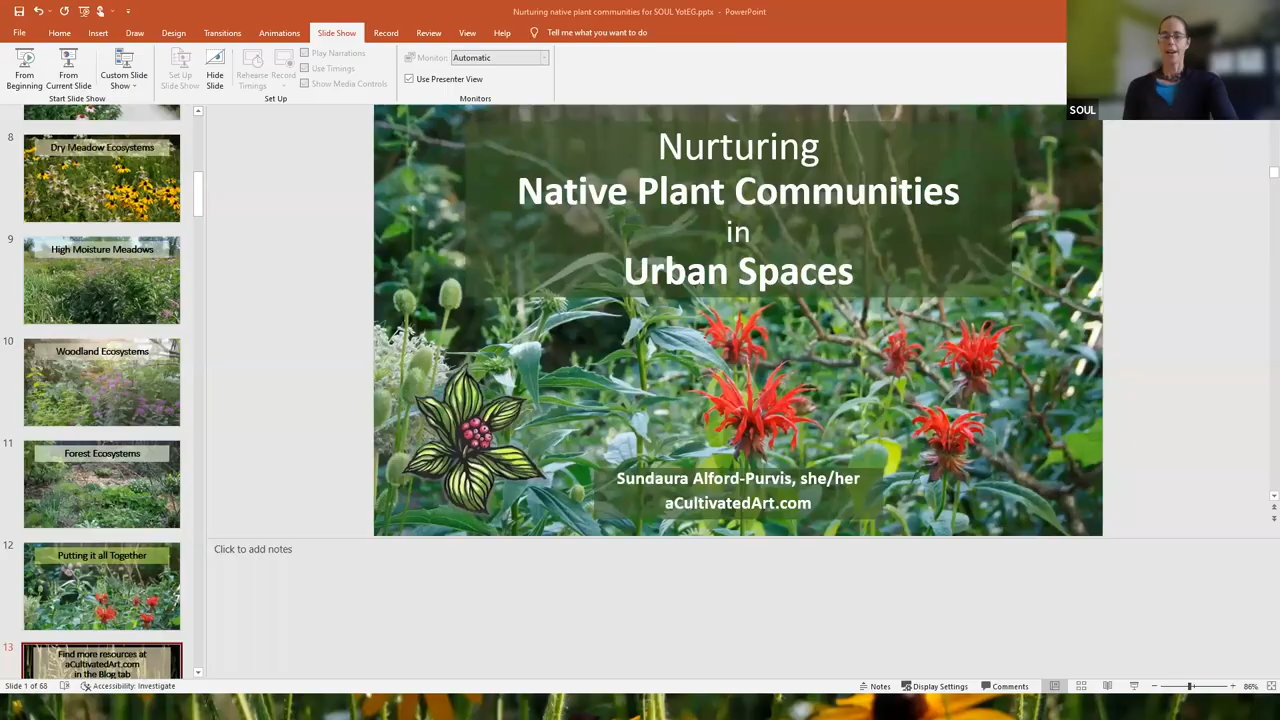 Nurturing native plant communities for SOUL YotEG.pptx - PowerPoint
File Home Insert Draw Design Transitions Animations Slide Show Record Review View Help Tell me what you want to do
From Beginning
From Current Slide
Custom Slide Show
Set Up Slide Show
Hide Slide
Rehearse Timings
Record
Play Narrations
Use Timings
Show Media Controls
Monitor: Automatic
Use Presenter View
Start Slide Show Set Up Monitors
SOUL
8
Dry Meadow Ecosystems
9
High Moisture Meadows
10
Woodland Ecosystems
11
Forest Ecosystems
12
Putting it all Together
13
Find more resources at
aCultivatedArt.com
in the Blog tab
Nurturing
Native Plant Communities
in
Urban Spaces
Sundaura Alford-Purvis, she/her
aCultivatedArt.com
Click to add notes
Slide 1 of 68 Accessibility: Investigate Notes Display Settings Comments 86%